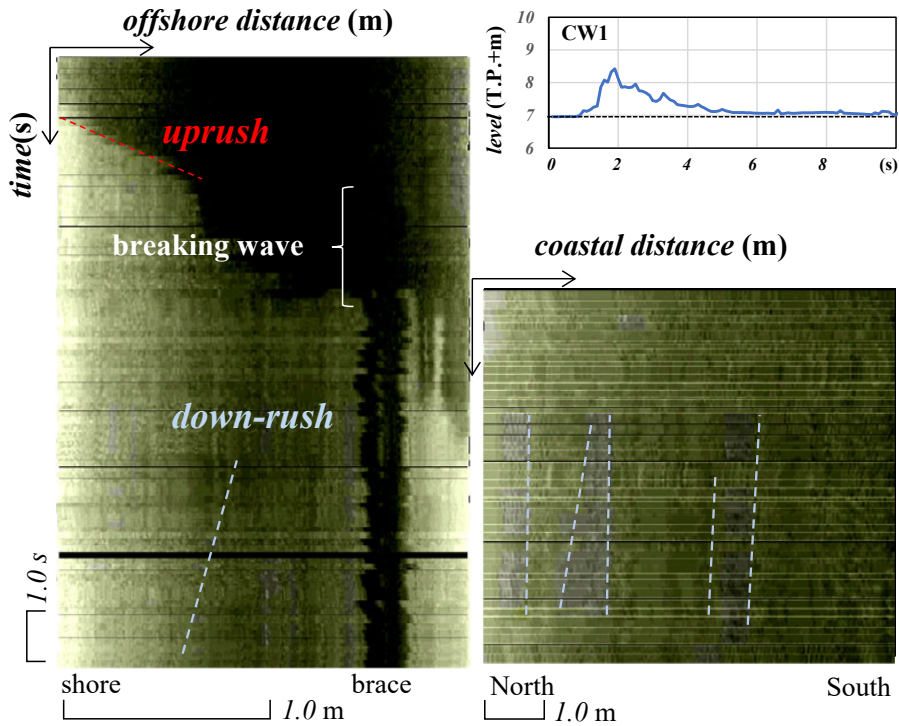 offshore distance (m)
time(s)
uprush
breaking wave
down-rush
1.0 s
shore
brace
1.0 m
CW1
level (T.P.+m)
10
9
8
7
6
0
2
4
6
8
(s)
coastal distance (m)
North
South
1.0 m